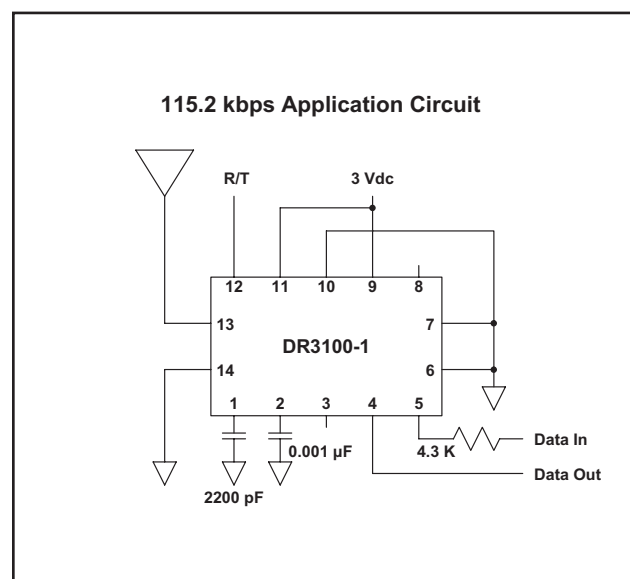 115.2 kbps Application Circuit
R/T
3 Vdc
12 11 10 9 8
13
7
DR3100-1
14
6
1 2 3 4 5
0.001 µF
4.3 K
Data In
Data Out
2200 pF